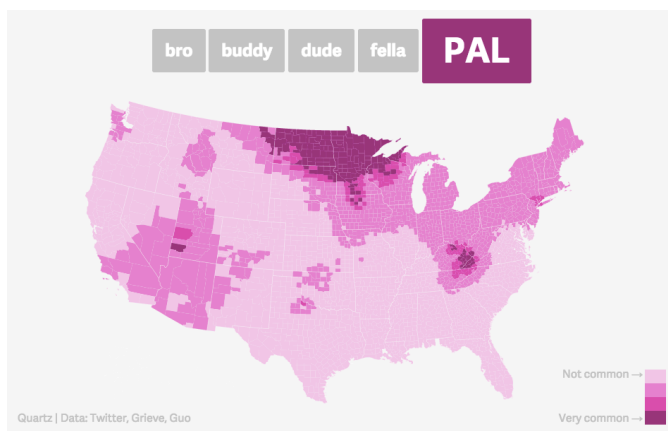 bro buddy dude fella PAL
Not common →
Very common →
Quartz | Data: Twitter, Grieve, Guo